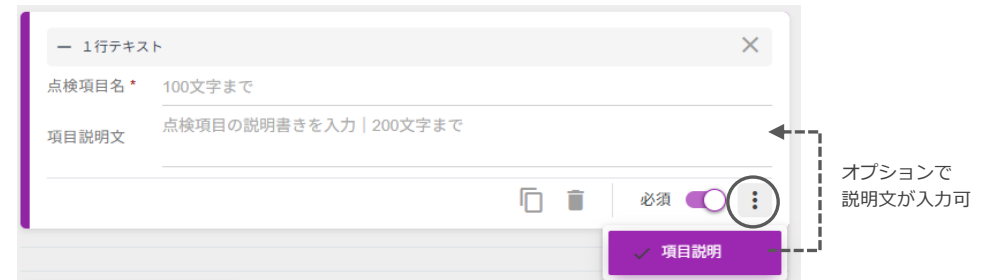 1行テキスト
点検項目名 *
100文字まで
項目説明文
点検項目の説明書きを入力｜200文字まで
必須
項目説明
オプションで
説明文が入力可